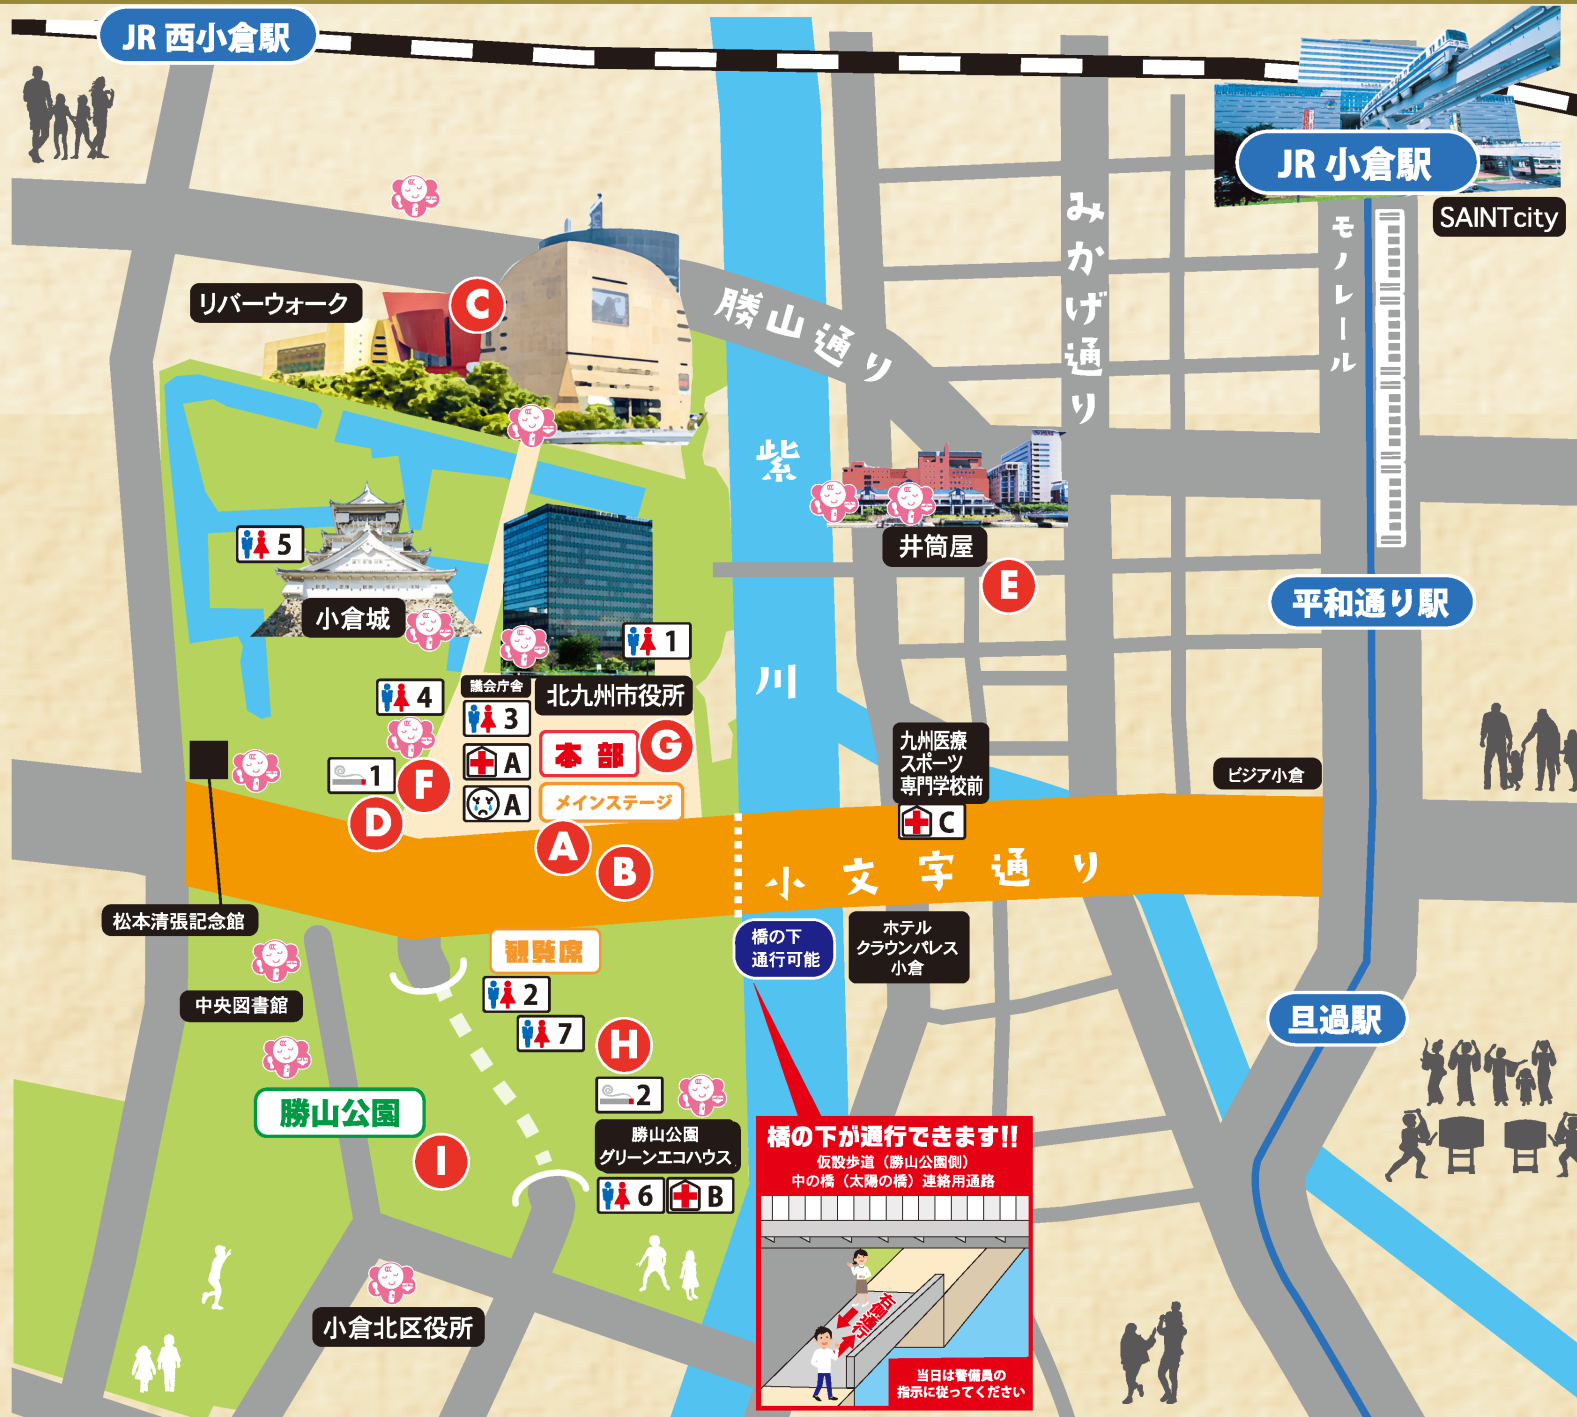 JR 西小倉駅
JR 小倉駅
SAINTcity
モノレール
みかげ通り
勝山通り
リバーウォーク
C
紫川
井筒屋
E
5
小倉城
平和通り駅
1
4
議会庁舎
北九州市役所
3
本部
G
A
1
F
A
メインステージ
D
A
B
九州医療
スポーツ
専門学校前
C
ビジア小倉
小文字通り
松本清張記念館
観覧席
橋の下
通行可能
ホテル
クラウンパレス
小倉
中央図書館
2
7
H
旦過駅
2
勝山公園
I
勝山公園
グリーンエコハウス
6
B
橋の下が通行できます!!
仮設歩道（勝山公園側）
中の橋（太陽の橋）連絡用通路
右側通行
当日は警備員の
指示に従ってください
小倉北区役所